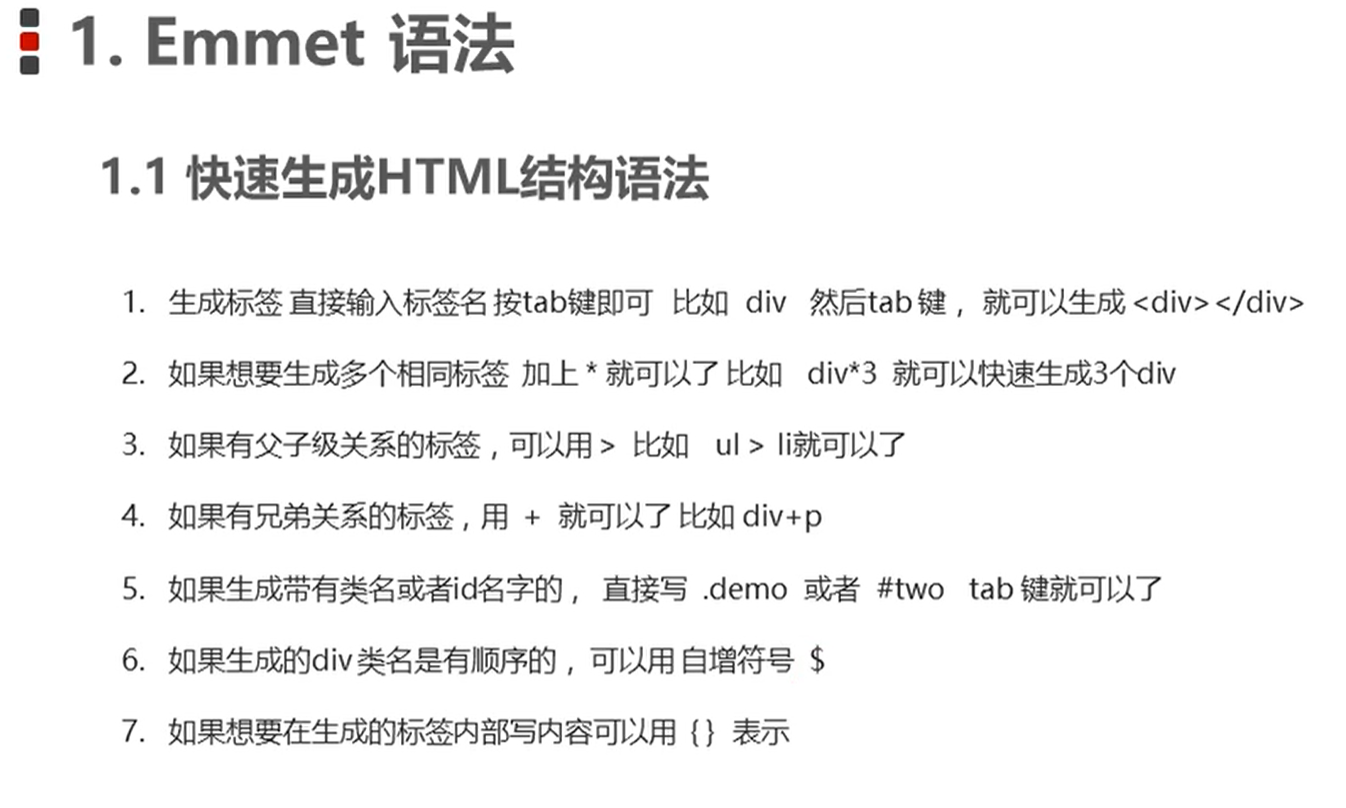 1. Emmet 语法
1.1 快速生成HTML结构语法
1. 生成标签 直接输入标签名 按tab键即可 比如 div 然后tab 键， 就可以生成 <div></div>
2. 如果想要生成多个相同标签 加上 * 就可以了 比如 div*3 就可以快速生成3个div
3. 如果有父子级关系的标签，可以用 > 比如 ul > li就可以了
4. 如果有兄弟关系的标签，用 + 就可以了 比如 div+p
5. 如果生成带有类名或者id名字的， 直接写 .demo 或者 #two tab 键就可以了
6. 如果生成的div 类名是有顺序的， 可以用 自增符号 $
7. 如果想要在生成的标签内部写内容可以用 { } 表示